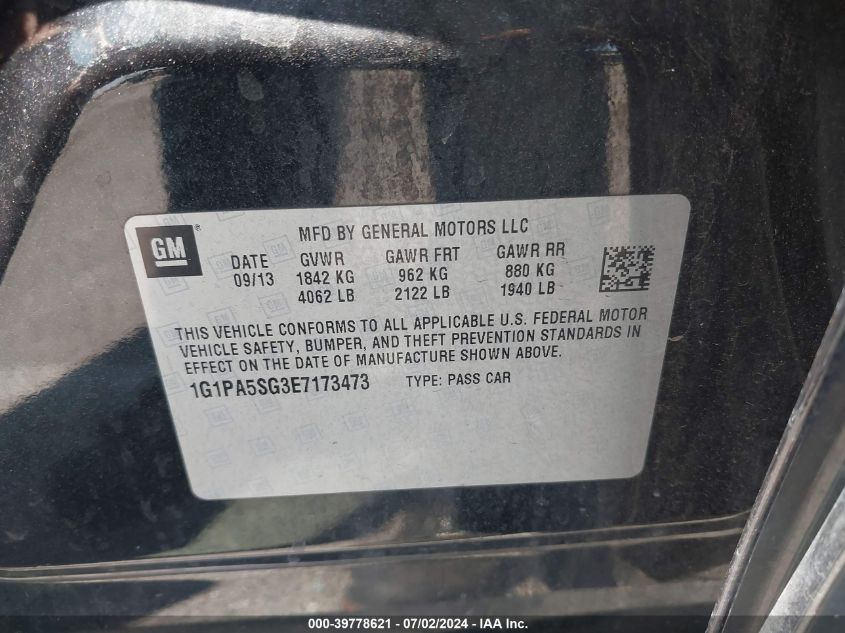 GM ®
MFD BY GENERAL MOTORS LLC
DATE GVWR GAWR FRT GAWR RR
09/13 1842 KG 962 KG 880 KG
4062 LB 2122 LB 1940 LB
THIS VEHICLE CONFORMS TO ALL APPLICABLE U.S. FEDERAL MOTOR
VEHICLE SAFETY, BUMPER, AND THEFT PREVENTION STANDARDS IN
EFFECT ON THE DATE OF MANUFACTURE SHOWN ABOVE.
1G1PA5SG3E7173473 TYPE: PASS CAR
000-39778621 - 07/02/2024 - IAA Inc.